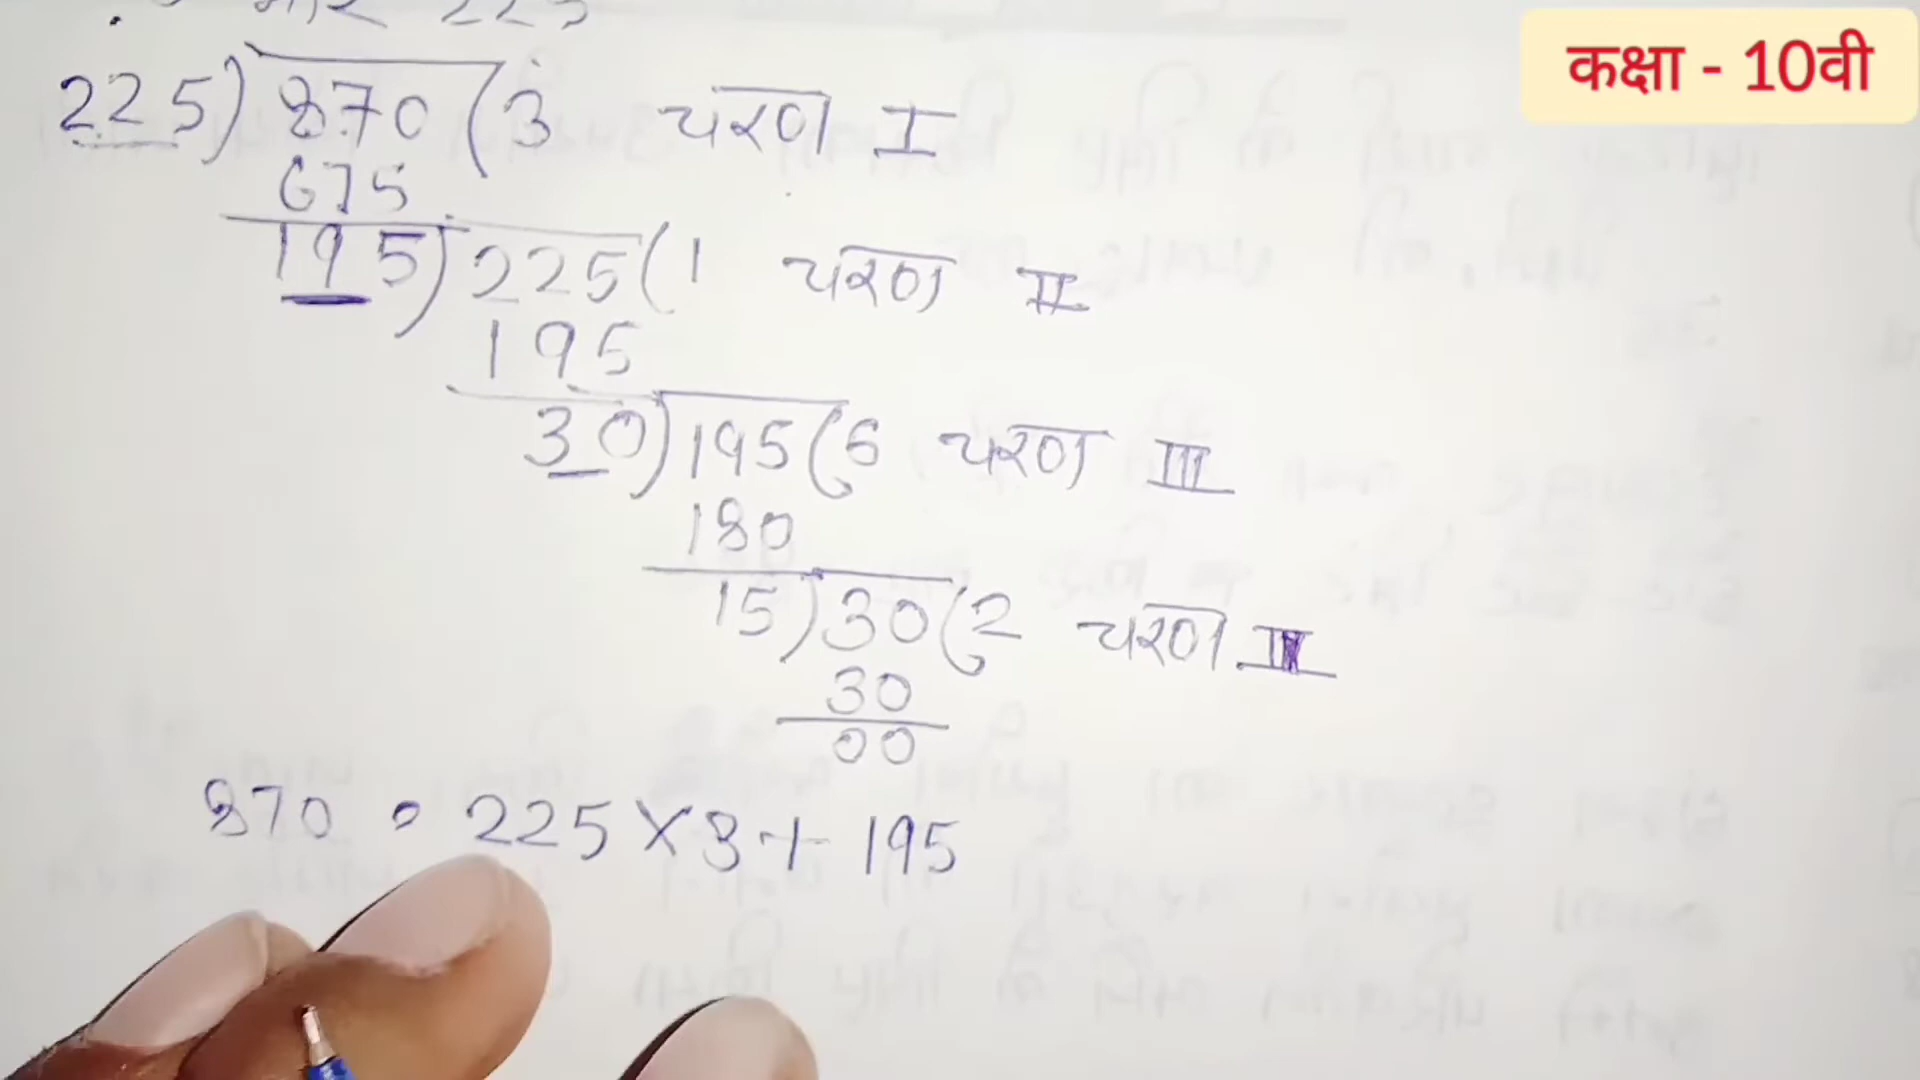 कक्षा - 10वी
225
225)870(3 चरण I
675
195)225(1 चरण II
195
30)195(6 चरण III
180
15)30(2 चरण IV
30
00
870 = 225 × 3 + 195